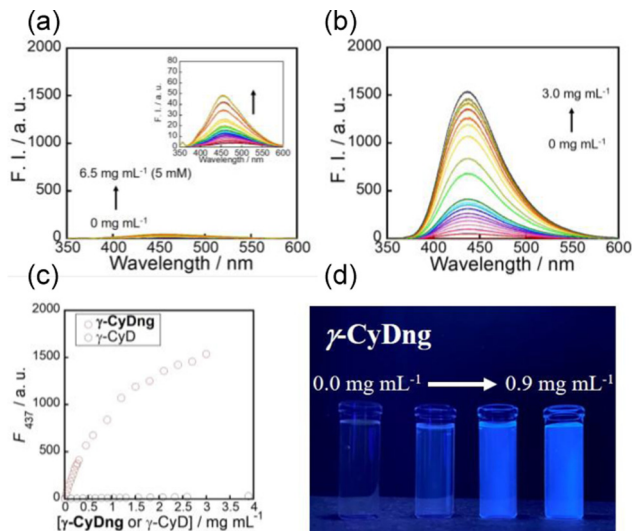 (a)
2000
1500
1000
500
0
F. I. / a. u.
80
70
60
50
40
30
20
10
0
F. I. / a. u.
350 400 450 500 550 600
Wavelength / nm
6.5 mg mL⁻¹ (5 mM)
0 mg mL⁻¹
350 400 450 500 550 600
Wavelength / nm
(b)
2000
1500
1000
500
0
F. I. / a. u.
3.0 mg mL⁻¹
0 mg mL⁻¹
350 400 450 500 550 600
Wavelength / nm
(c)
2000
1500
1000
500
0
F₄₃₇ / a. u.
γ-CyDng
γ-CyD
0 0.6 1 1.5 2 2.5 3 3.5 4
[γ-CyDng or γ-CyD] / mg mL⁻¹
(d)
γ-CyDng
0.0 mg mL⁻¹ 0.9 mg mL⁻¹